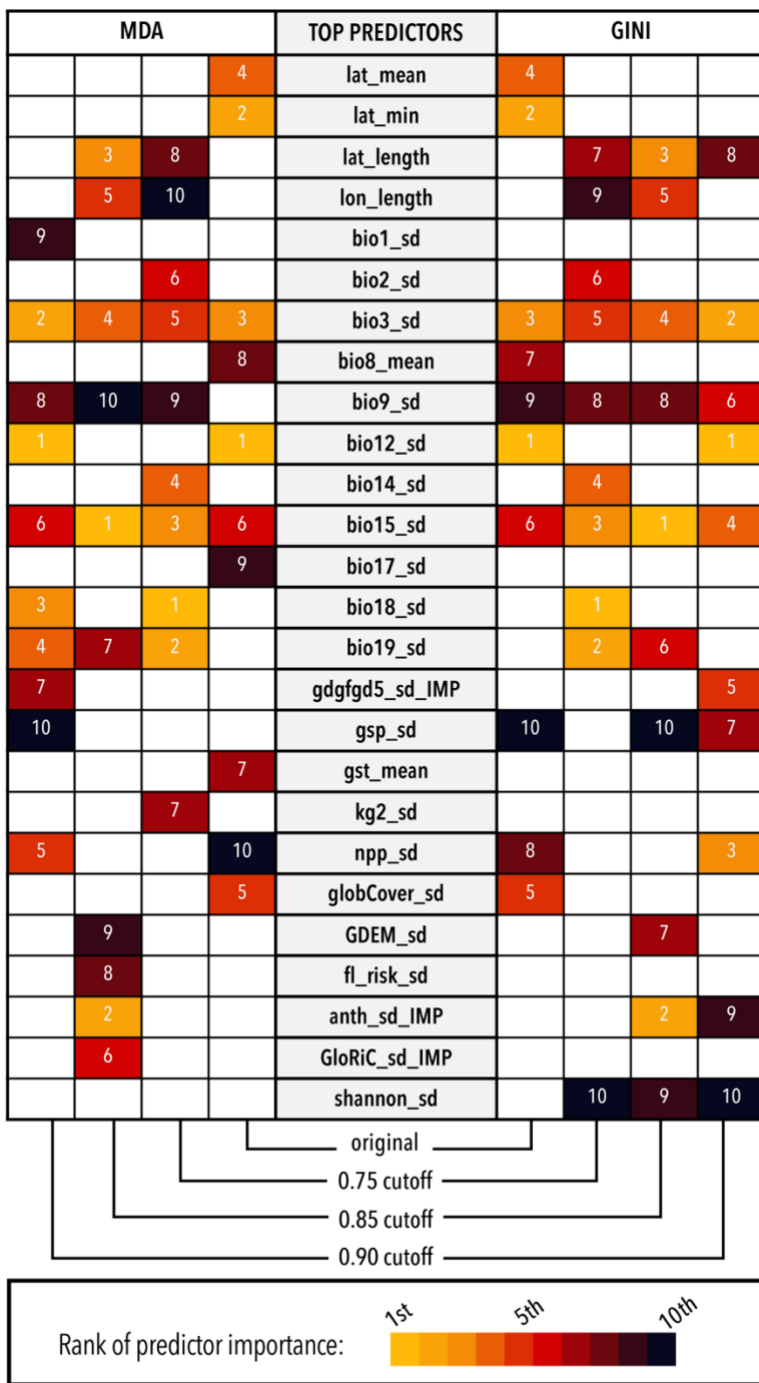 MDA TOP PREDICTORS GINI
4 lat_mean 4
2 lat_min 2
3 8 lat_length 7 3 8
5 10 lon_length 9 5
9 bio1_sd
6 bio2_sd 6
2 4 5 3 bio3_sd 3 5 4 2
8 bio8_mean 7
8 10 9 bio9_sd 9 8 8 6
1 1 bio12_sd 1 1
4 bio14_sd 4
6 1 3 6 bio15_sd 6 3 1 4
9 bio17_sd
3 1 bio18_sd 1
4 7 2 bio19_sd 2 6
7 gdgfgd5_sd_IMP 5
10 gsp_sd 10 10 7
7 gst_mean
7 kg2_sd
5 10 npp_sd 8 3
5 globCover_sd 5
9 GDEM_sd 7
8 fl_risk_sd
2 anth_sd_IMP 2 9
6 GloRiC_sd_IMP
shannon_sd 10 9 10
original
0.75 cutoff
0.85 cutoff
0.90 cutoff
1st 5th 10th
Rank of predictor importance: